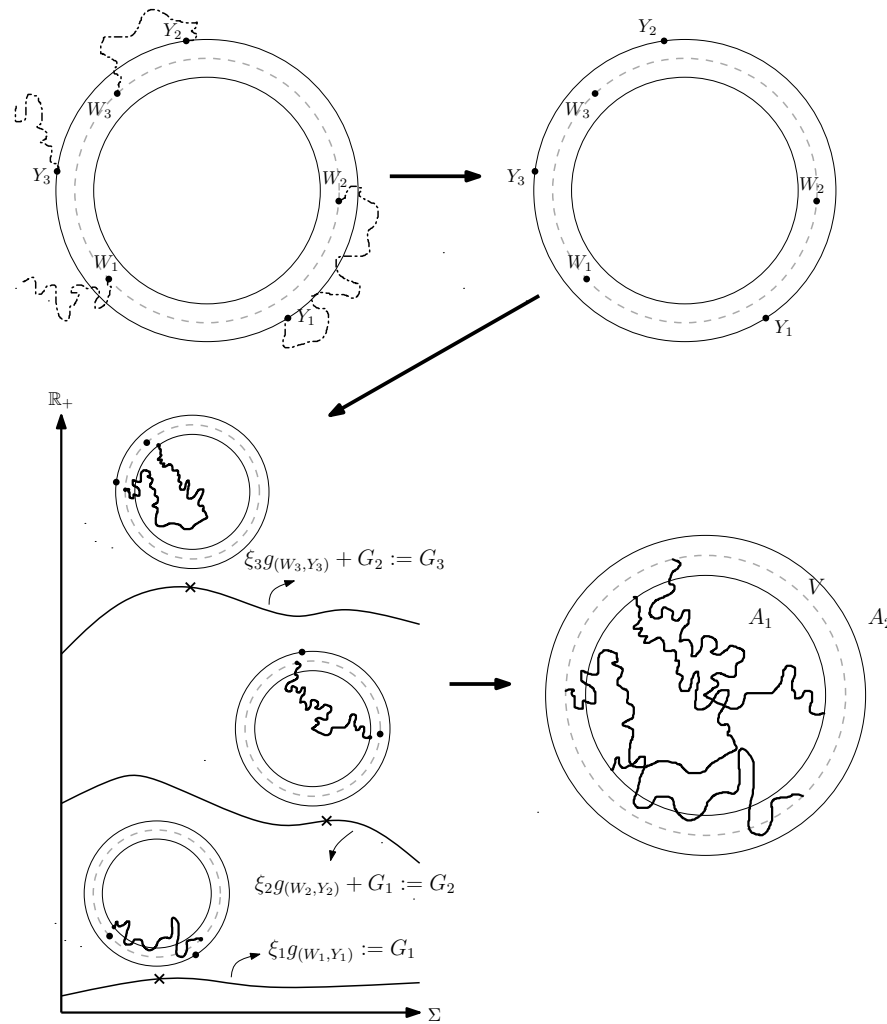 Y₂
W₃
Y₃
W₂
W₁
Y₁
Y₂
W₃
Y₃
W₂
W₁
Y₁
ℝ₊
ξ₃g₍W₃,Y₃₎ + G₂ := G₃
V
A₁
A₂
ξ₂g₍W₂,Y₂₎ + G₁ := G₂
ξ₁g₍W₁,Y₁₎ := G₁
Σ